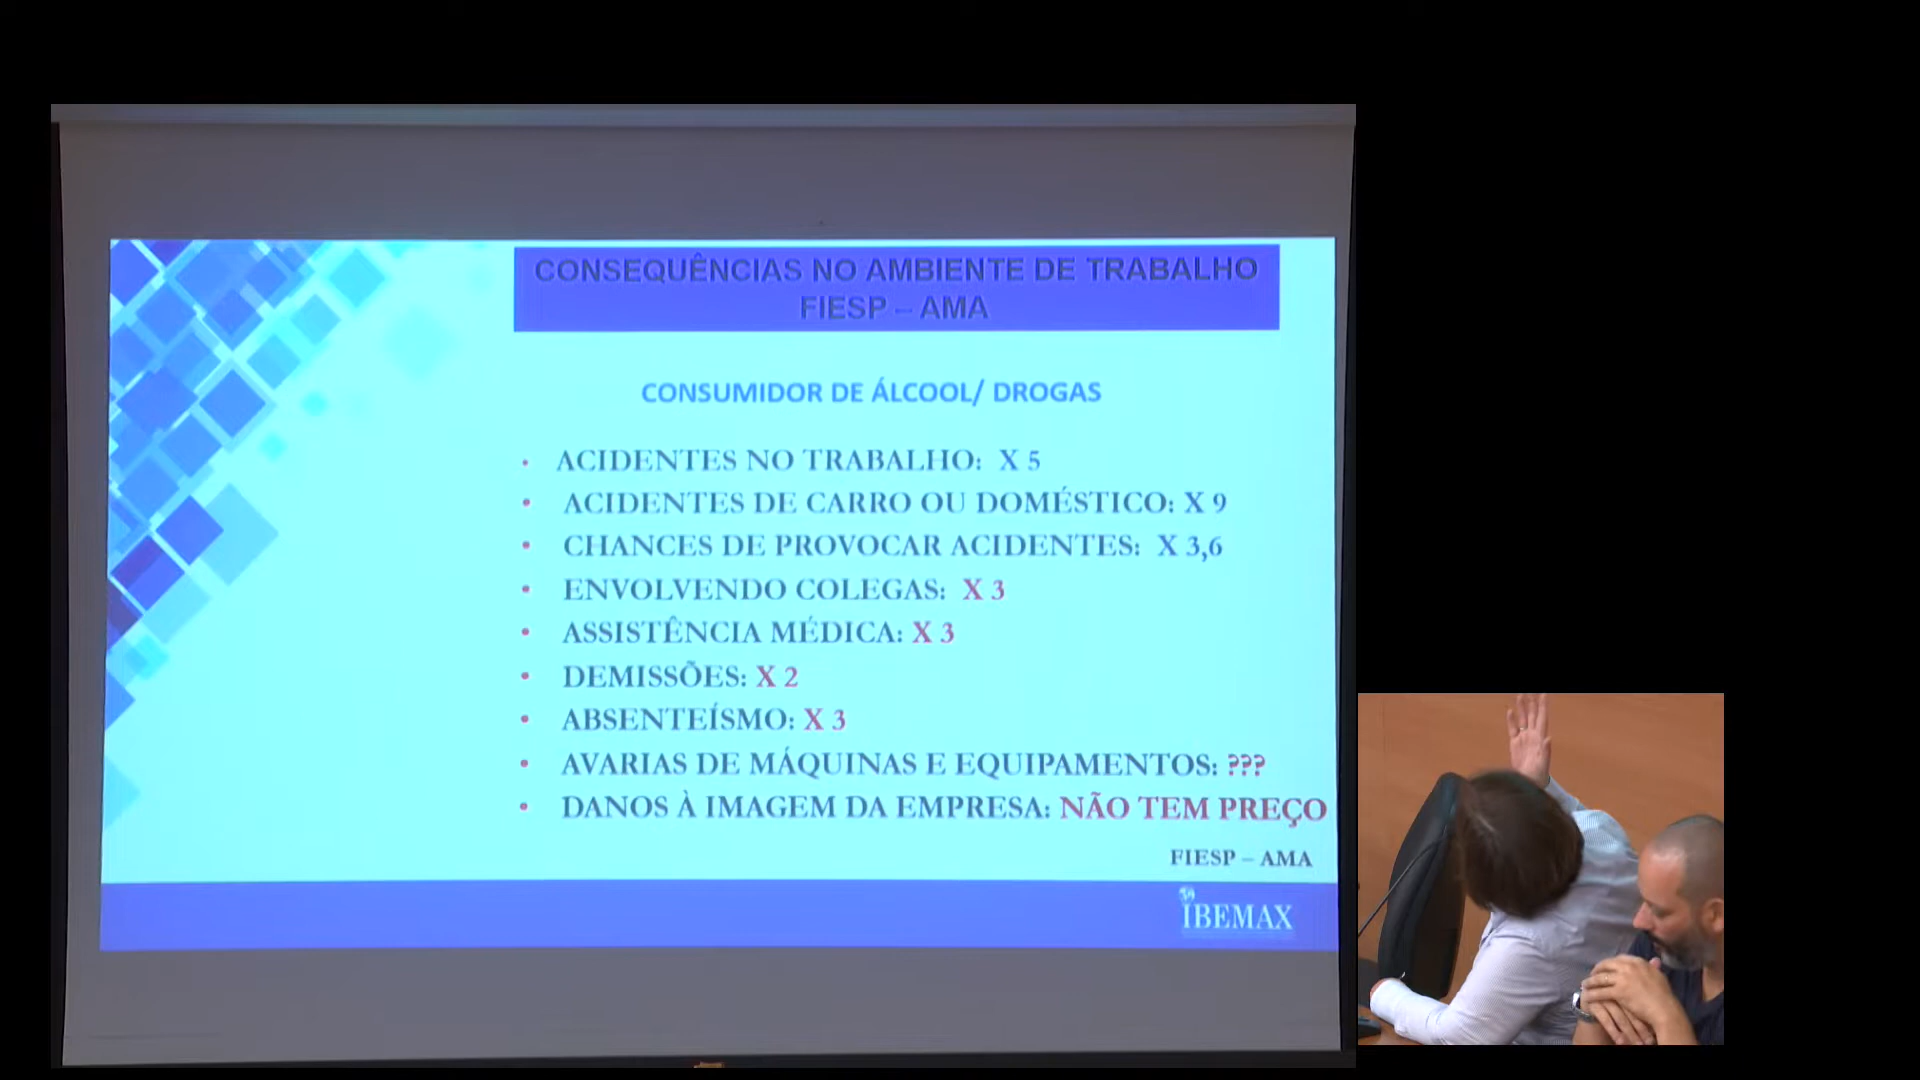 CONSEQUÊNCIAS NO AMBIENTE DE TRABALHO
FIESP – AMA
CONSUMIDOR DE ÁLCOOL/ DROGAS
• ACIDENTES NO TRABALHO: X 5
• ACIDENTES DE CARRO OU DOMÉSTICO: X 9
• CHANCES DE PROVOCAR ACIDENTES: X 3,6
• ENVOLVENDO COLEGAS: X 3
• ASSISTÊNCIA MÉDICA: X 3
• DEMISSÕES: X 2
• ABSENTEÍSMO: X 3
• AVARIAS DE MÁQUINAS E EQUIPAMENTOS: ???
• DANOS À IMAGEM DA EMPRESA: NÃO TEM PREÇO
FIESP – AMA
IBEMAX